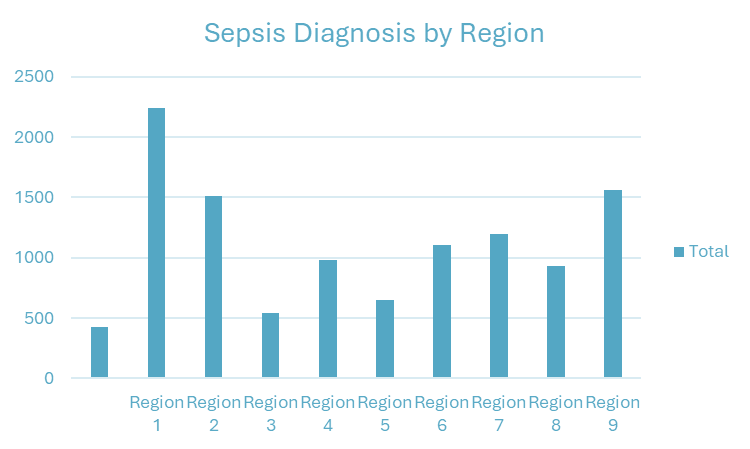 Sepsis Diagnosis by Region
2500
2000
1500
1000
500
0
Region 1
Region 2
Region 3
Region 4
Region 5
Region 6
Region 7
Region 8
Region 9
Total